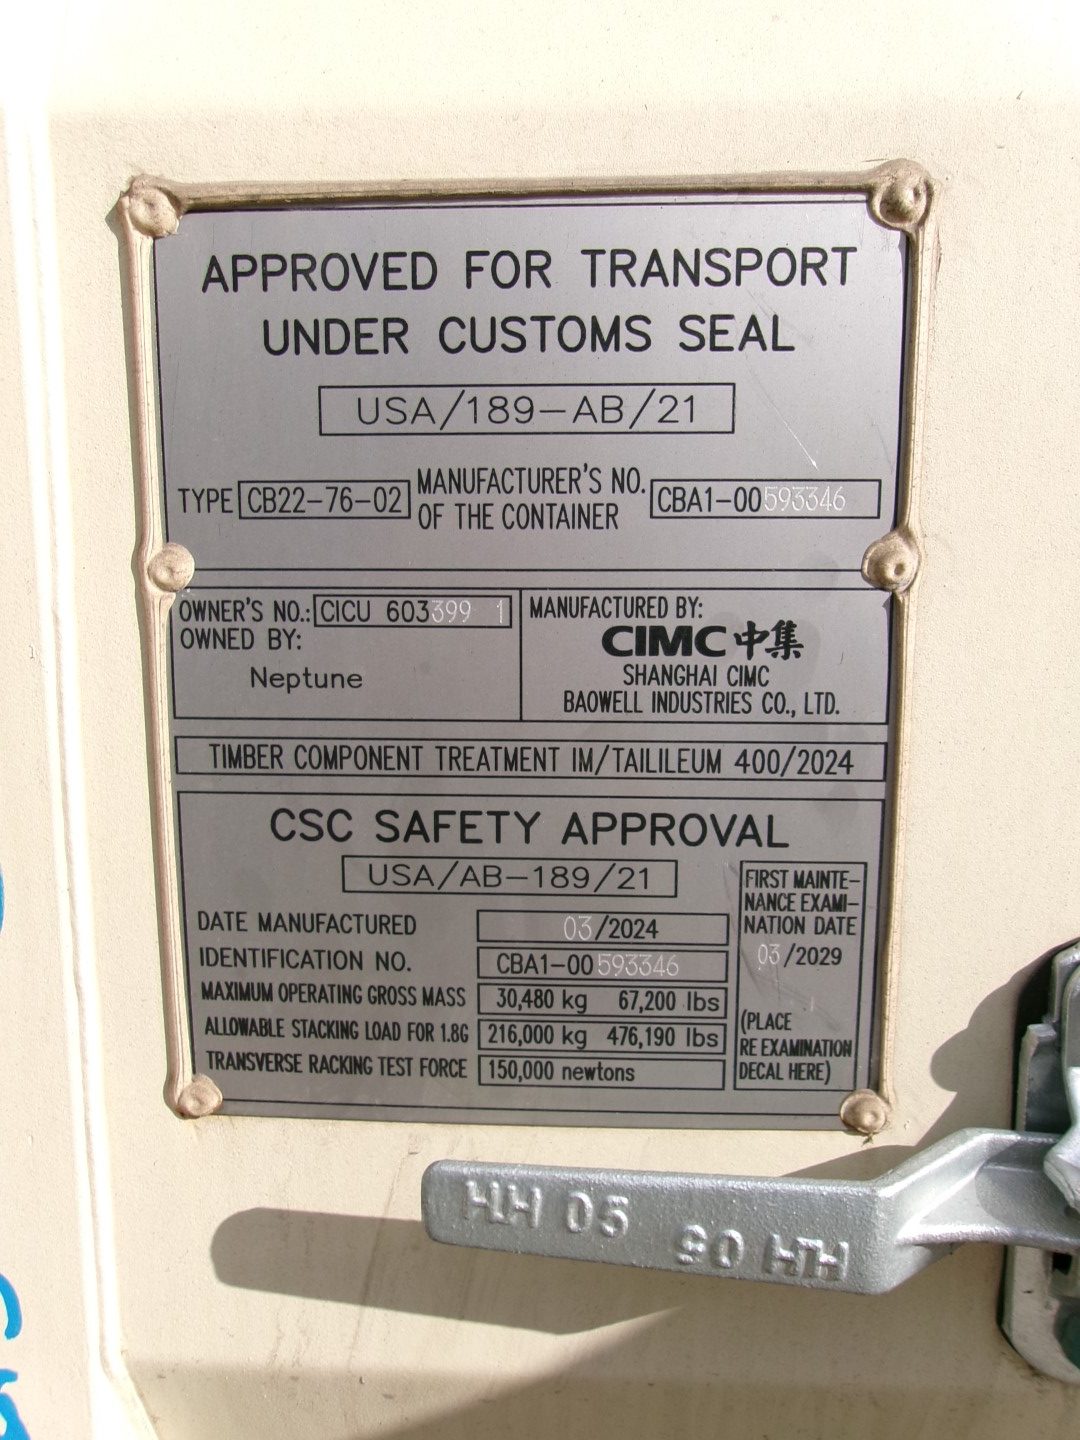 APPROVED FOR TRANSPORT
UNDER CUSTOMS SEAL
USA/189-AB/21
TYPE CB22-76-02 MANUFACTURER'S NO. OF THE CONTAINER CBA1-00593346
OWNER'S NO.: CICU 603399 1
OWNED BY:
Neptune
MANUFACTURED BY:
CIMC中集
SHANGHAI CIMC
BAOWELL INDUSTRIES CO., LTD.
TIMBER COMPONENT TREATMENT IM/TAILILEUM 400/2024
CSC SAFETY APPROVAL
USA/AB-189/21
DATE MANUFACTURED 03/2024
IDENTIFICATION NO. CBA1-00593346
MAXIMUM OPERATING GROSS MASS 30,480 kg 67,200 lbs
ALLOWABLE STACKING LOAD FOR 1.8G 216,000 kg 476,190 lbs
TRANSVERSE RACKING TEST FORCE 150,000 newtons
FIRST MAINTE-
NANCE EXAMI-
NATION DATE
03/2029
(PLACE
RE EXAMINATION
DECAL HERE)
HH 05
50 HH